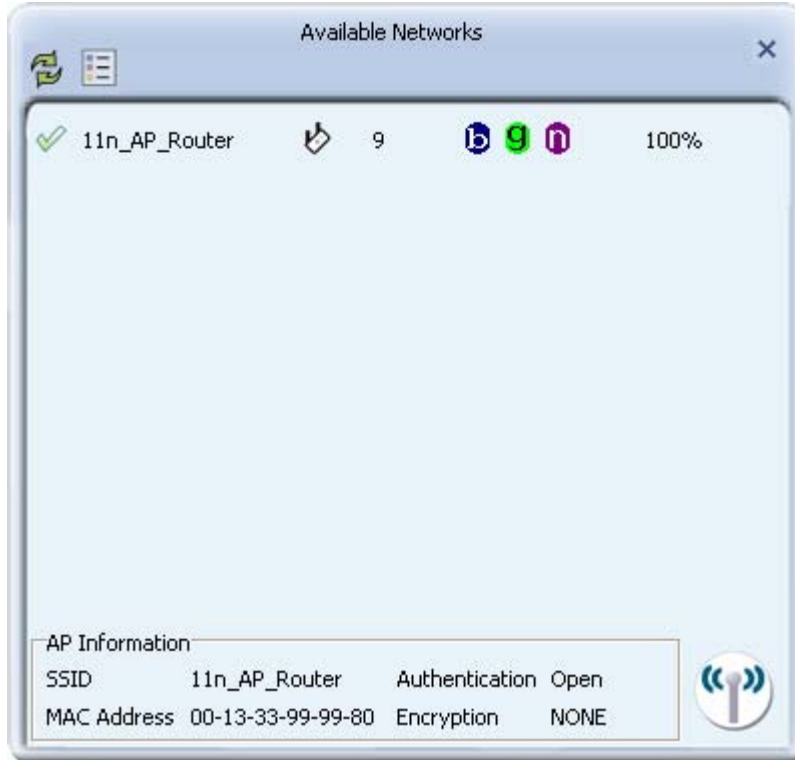 Available Networks
11n_AP_Router 9 b g n 100%
AP Information
SSID 11n_AP_Router Authentication Open
MAC Address 00-13-33-99-99-80 Encryption NONE